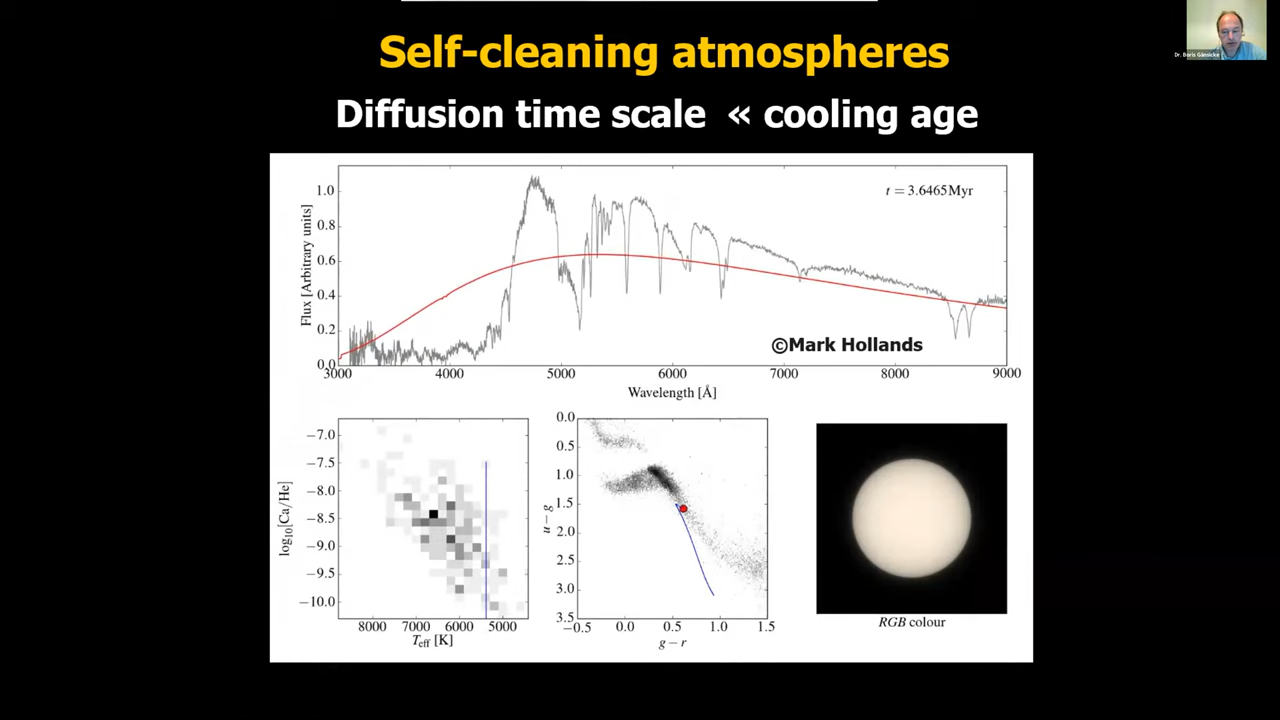 Self-cleaning atmospheres
Dr. Boris Gänsicke
Diffusion time scale « cooling age
1.0
0.8
0.6
0.4
0.2
0.0
Flux [Arbitrary units]
t = 3.6465Myr
©Mark Hollands
3000 4000 5000 6000 7000 8000 9000
Wavelength [Å]
−7.0
−7.5
−8.0
−8.5
−9.0
−9.5
−10.0
log₁₀[Ca/He]
8000 7000 6000 5000
Teff [K]
0.0
0.5
1.0
1.5
2.0
2.5
3.0
3.5
u − g
−0.5 0.0 0.5 1.0 1.5
g − r
RGB colour